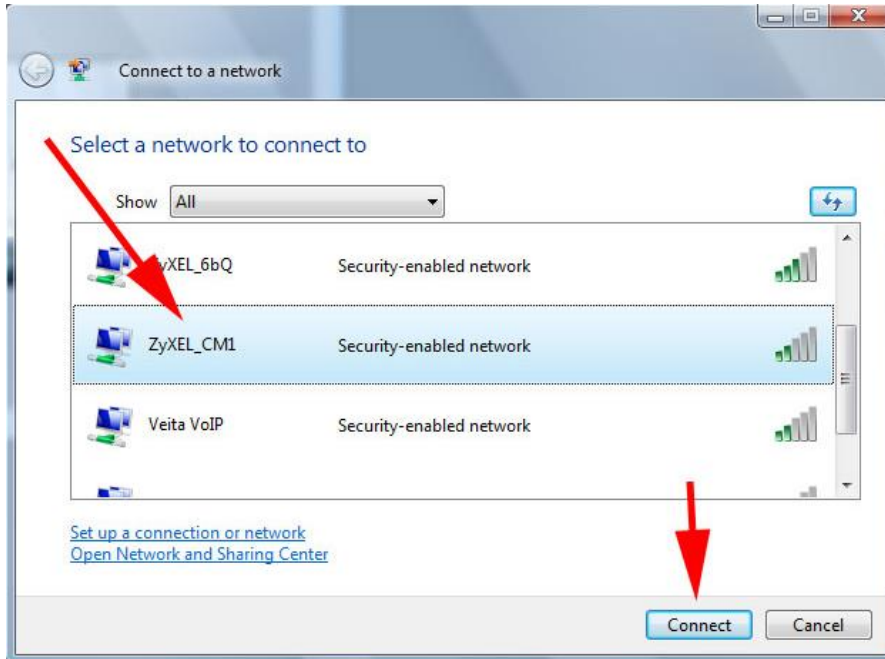 Connect to a network
Select a network to connect to
Show All
yXEL_6bQ Security-enabled network
ZyXEL_CM1 Security-enabled network
Veita VoIP Security-enabled network
Set up a connection or network
Open Network and Sharing Center
Connect Cancel